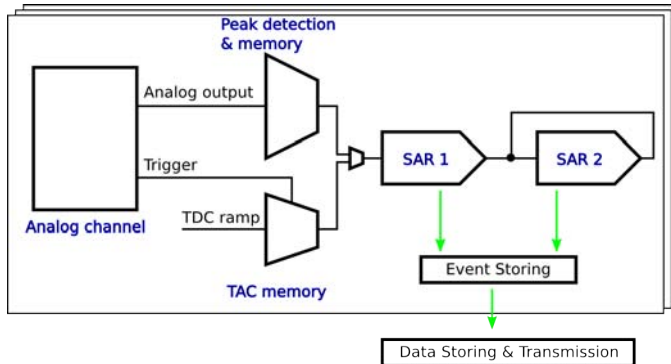 Peak detection
& memory
Analog output
Trigger
Analog channel
TDC ramp
TAC memory
SAR 1
SAR 2
Event Storing
Data Storing & Transmission